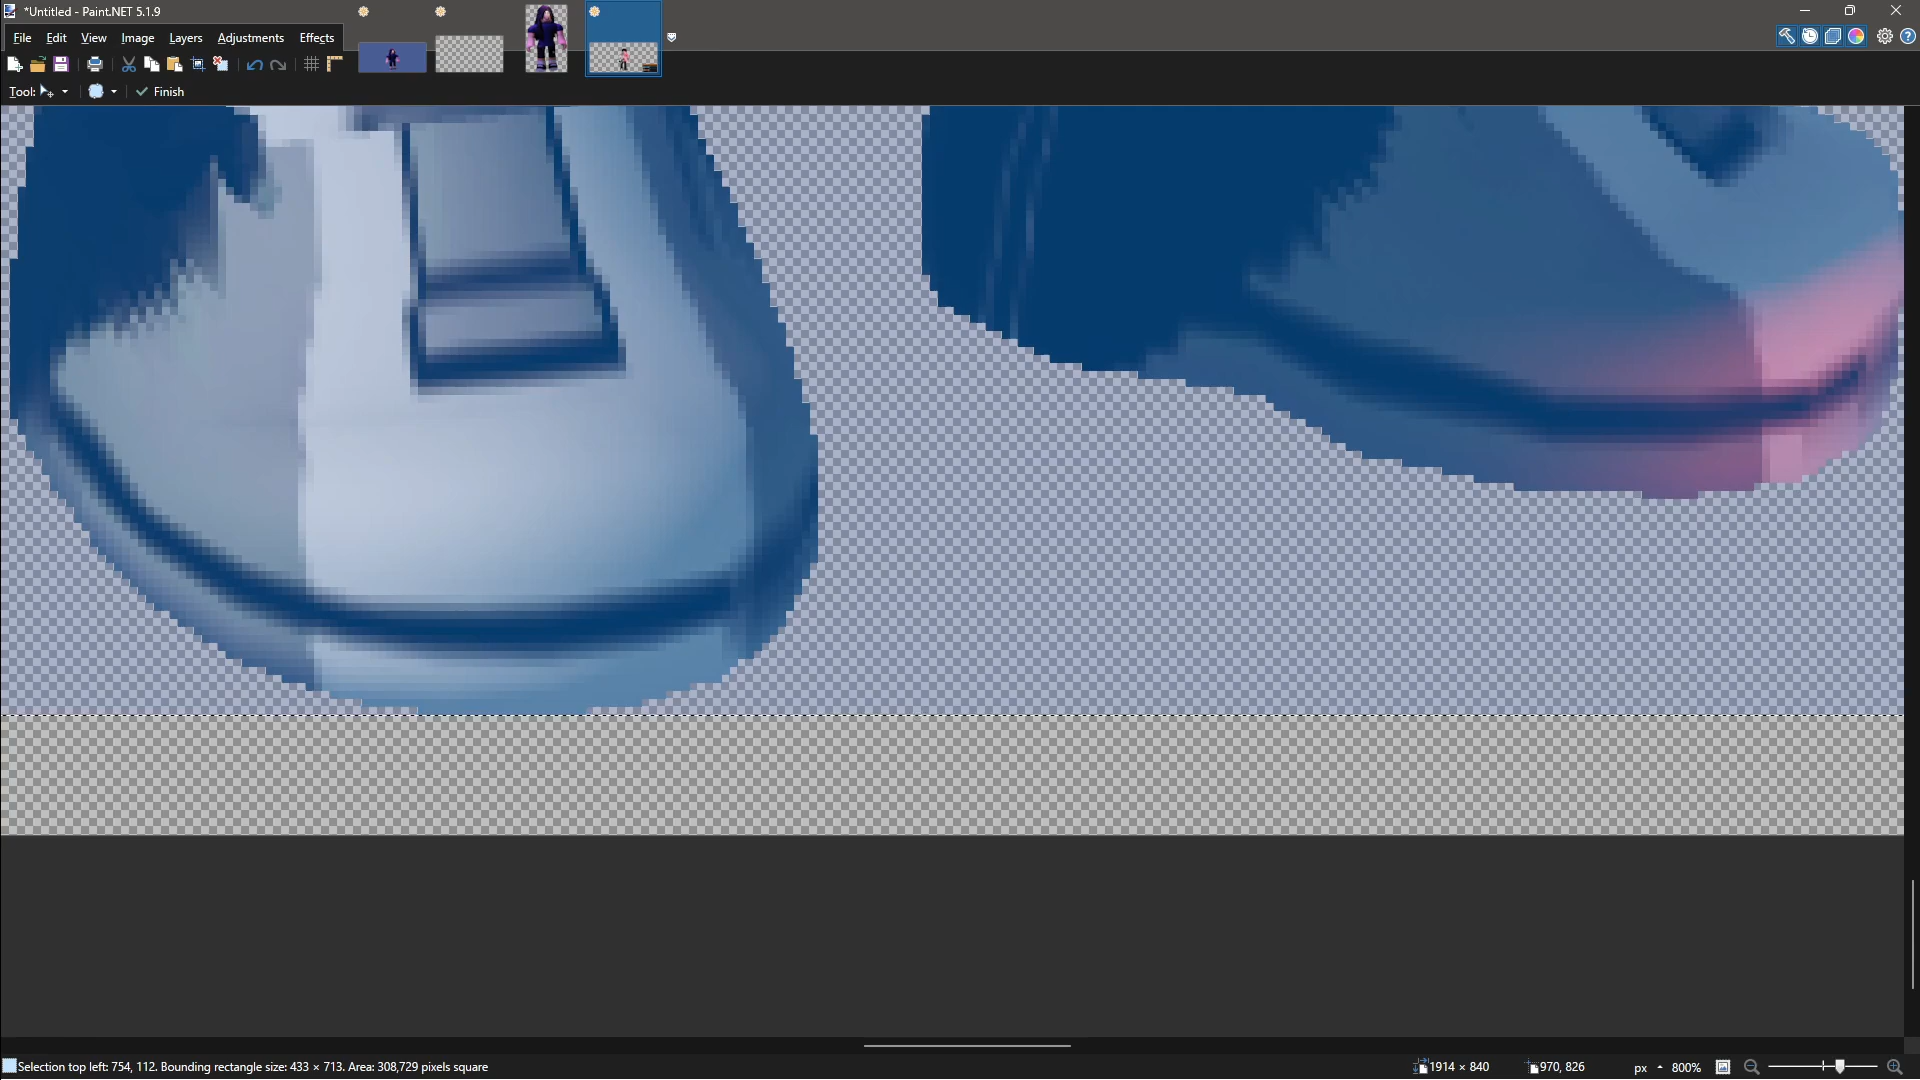 *Untitled - Paint.NET 5.1.9
File Edit View Image Layers Adjustments Effects
Tool: Finish
Selection top left: 754, 112. Bounding rectangle size: 433 × 713. Area: 308,729 pixels square
1914 × 840 970, 826 px 800%